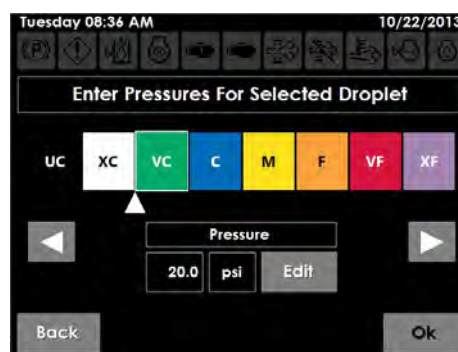 Tuesday 08:36 AM 10/22/2013
(P)
Enter Pressures For Selected Droplet
UC XC VC C M F VF XF
Pressure
20.0 psi Edit
Back Ok